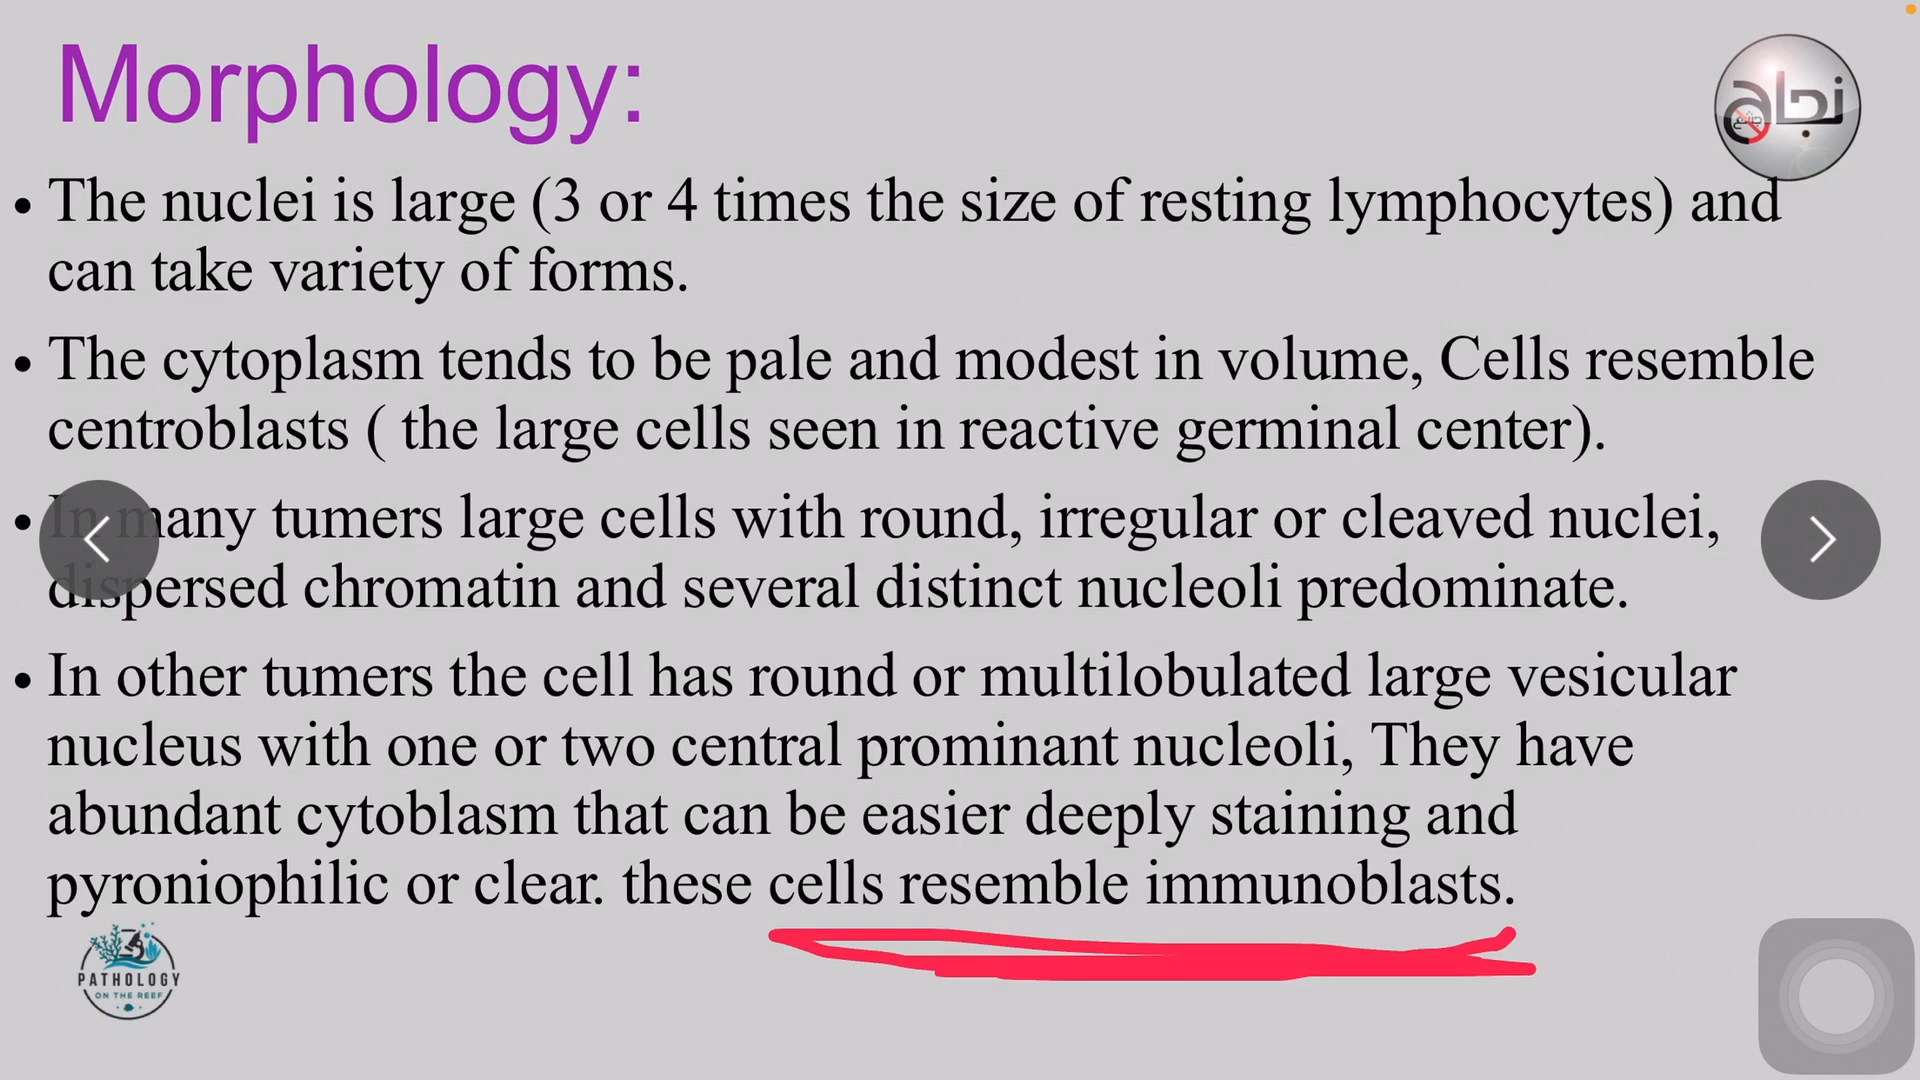 Morphology:
نجاة
جشع
• The nuclei is large (3 or 4 times the size of resting lymphocytes) and
can take variety of forms.
• The cytoplasm tends to be pale and modest in volume, Cells resemble
centroblasts ( the large cells seen in reactive germinal center).
• In many tumers large cells with round, irregular or cleaved nuclei,
dispersed chromatin and several distinct nucleoli predominate.
• In other tumers the cell has round or multilobulated large vesicular
nucleus with one or two central prominant nucleoli, They have
abundant cytoblasm that can be easier deeply staining and
pyroniophilic or clear. these cells resemble immunoblasts.
PATHOLOGY
ON THE REEF